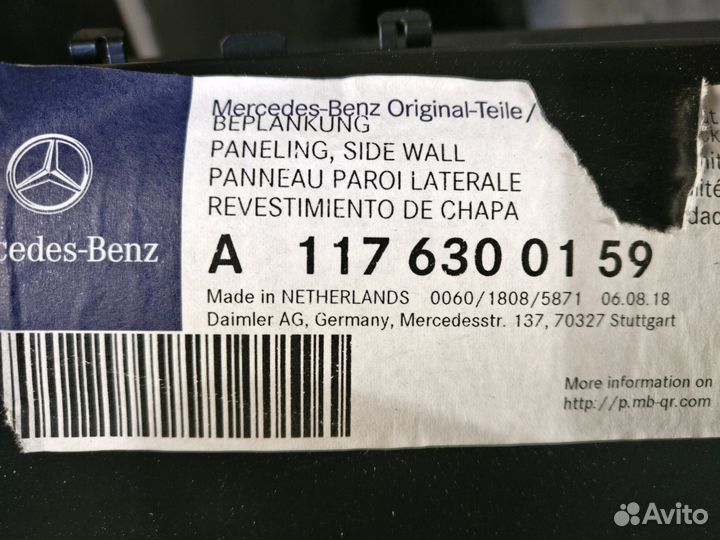 Mercedes-Benz Original-Teile/
BEPLANKUNG
PANELING, SIDE WALL
PANNEAU PAROI LATERALE
REVESTIMIENTO DE CHAPA
cedes-Benz
A 117 630 01 59
Made in NETHERLANDS 0060/1808/5871 06.08.18
Daimler AG, Germany, Mercedesstr. 137, 70327 Stuttgart
More information on
http://p.mb-qr.com
Avito